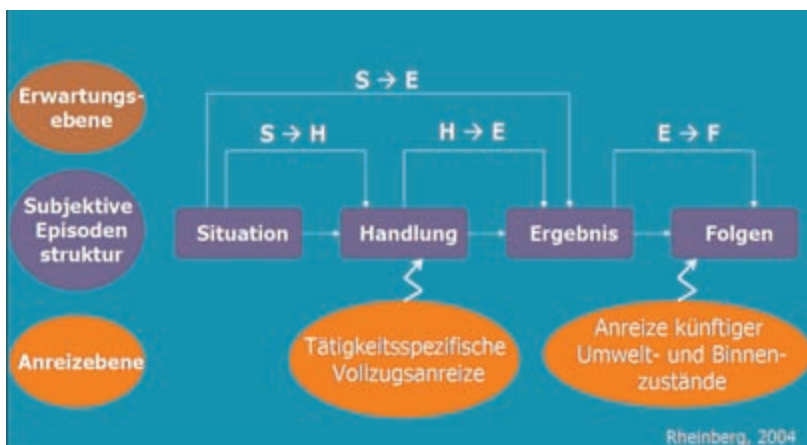 S → E
Erwartungs-
ebene
S → H
H → E
E → F
Subjektive
Episoden
struktur
Situation
Handlung
Ergebnis
Folgen
Anreizebene
Tätigkeitsspezifische
Vollzugsanreize
Anreize künftiger
Umwelt- und Binnen-
zustände
Rheinberg, 2004